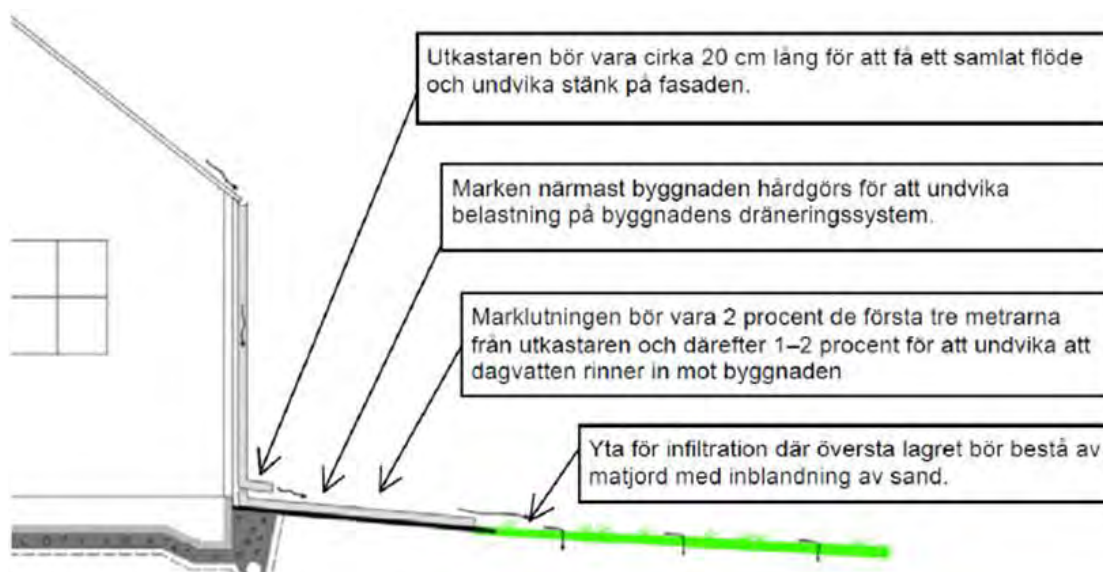 Utkastaren bör vara cirka 20 cm lång för att få ett samlat flöde
och undvika stänk på fasaden.
Marken närmast byggnaden hårdgörs för att undvika
belastning på byggnadens dräneringssystem.
Marklutningen bör vara 2 procent de första tre metrarna
från utkastaren och därefter 1–2 procent för att undvika att
dagvatten rinner in mot byggnaden
Yta för infiltration där översta lagret bör bestå av
matjord med inblandning av sand.